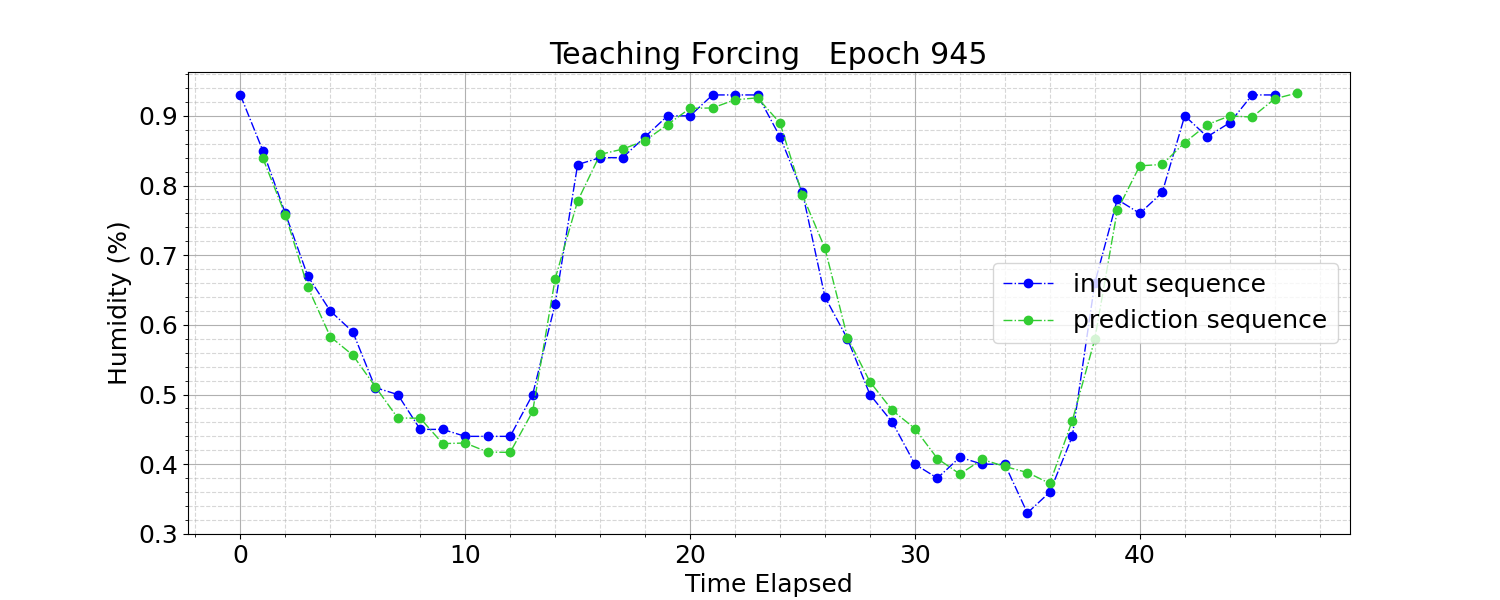 Teaching Forcing   Epoch 945
Humidity (%)
0.9
0.8
0.7
0.6
0.5
0.4
0.3
input sequence
prediction sequence
0 10 20 30 40
Time Elapsed